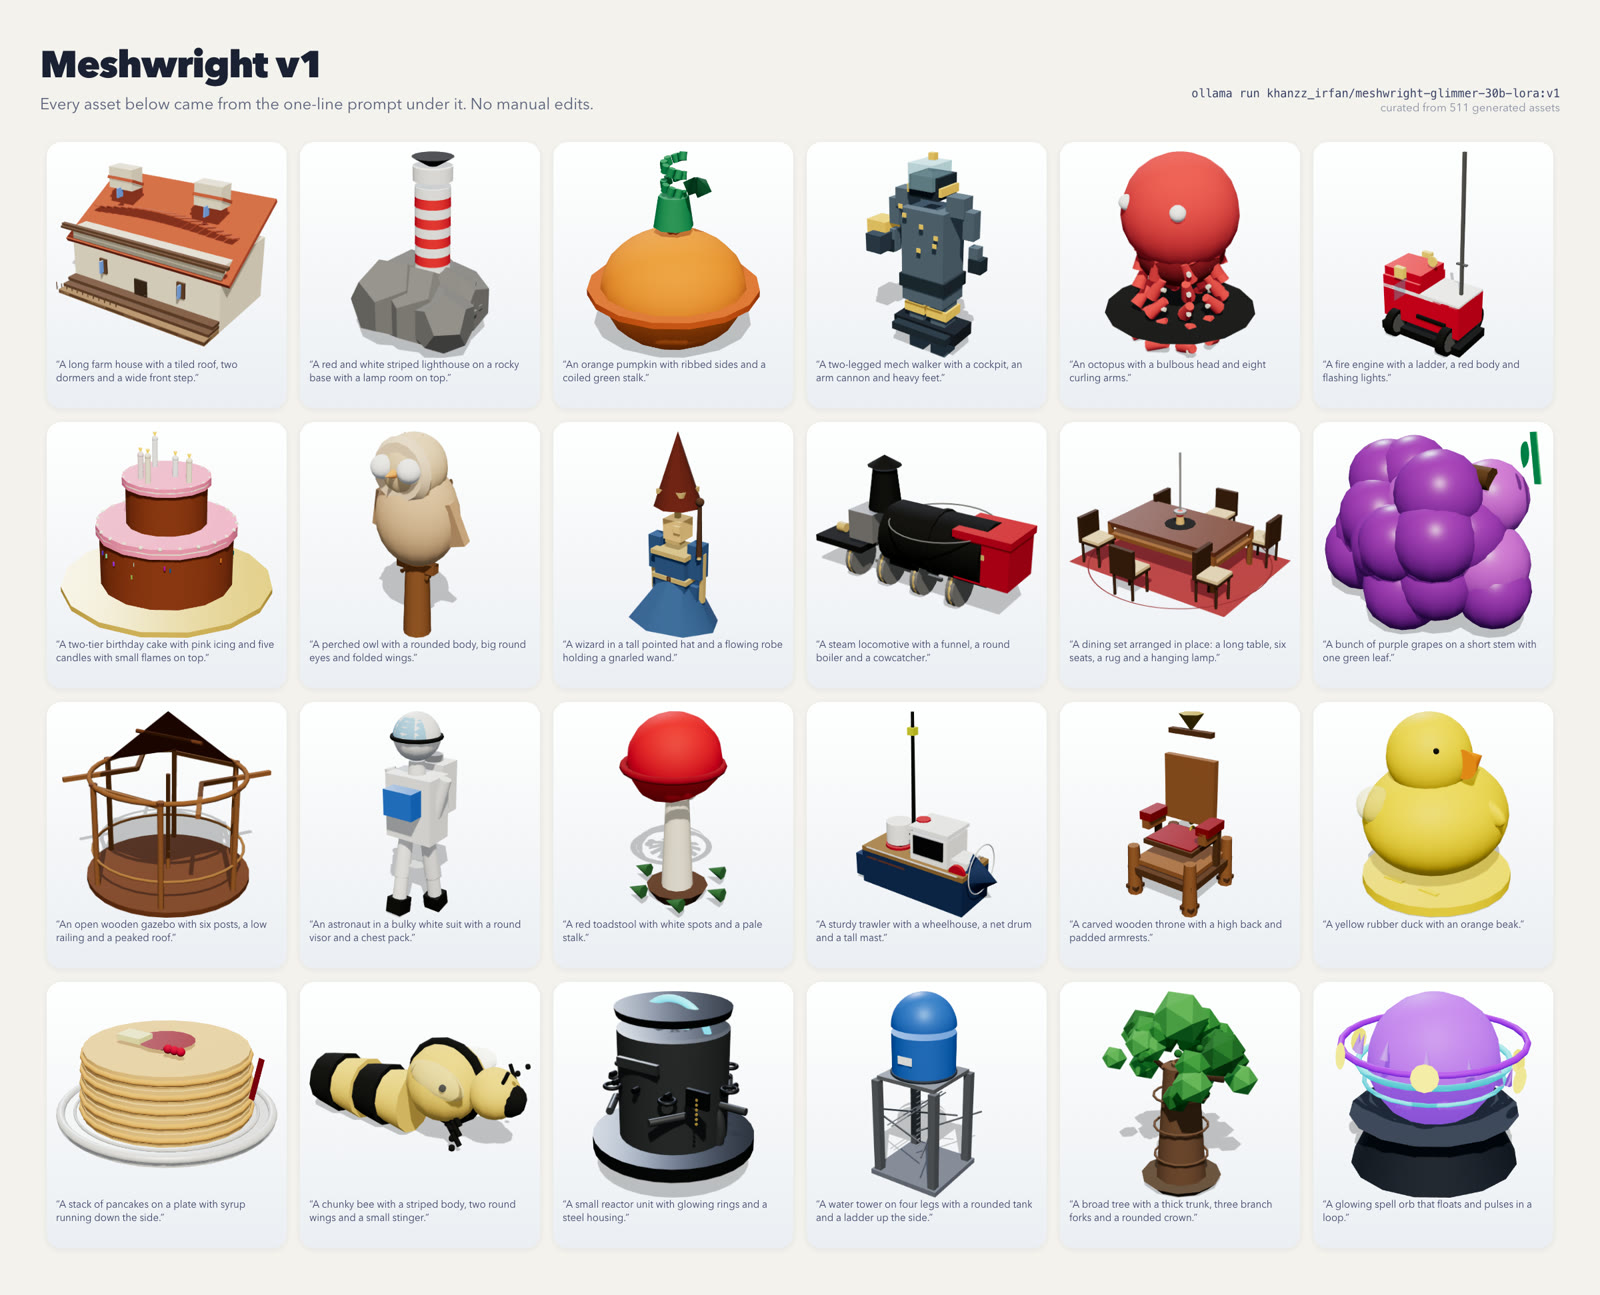 Meshwright v1
Every asset below came from the one-line prompt under it. No manual edits.
ollama run khanzz_irfan/meshwright-glimmer-30b-lora:v1
curated from 511 generated assets
“A long farm house with a tiled roof, two
dormers and a wide front step.”
“A red and white striped lighthouse on a rocky
base with a lamp room on top.”
“An orange pumpkin with ribbed sides and a
coiled green stalk.”
“A two-legged mech walker with a cockpit, an
arm cannon and heavy feet.”
“An octopus with a bulbous head and eight
curling arms.”
“A fire engine with a ladder, a red body and
flashing lights.”
“A two-tier birthday cake with pink icing and five
candles with small flames on top.”
“A perched owl with a rounded body, big round
eyes and folded wings.”
“A wizard in a tall pointed hat and a flowing robe
holding a gnarled wand.”
“A steam locomotive with a funnel, a round
boiler and a cowcatcher.”
“A dining set arranged in place: a long table, six
seats, a rug and a hanging lamp.”
“A bunch of purple grapes on a short stem with
one green leaf.”
“An open wooden gazebo with six posts, a low
railing and a peaked roof.”
“An astronaut in a bulky white suit with a round
visor and a chest pack.”
“A red toadstool with white spots and a pale
stalk.”
“A sturdy trawler with a wheelhouse, a net drum
and a tall mast.”
“A carved wooden throne with a high back and
padded armrests.”
“A yellow rubber duck with an orange beak.”
“A stack of pancakes on a plate with syrup
running down the side.”
“A chunky bee with a striped body, two round
wings and a small stinger.”
“A small reactor unit with glowing rings and a
steel housing.”
“A water tower on four legs with a rounded tank
and a ladder up the side.”
“A broad tree with a thick trunk, three branch
forks and a rounded crown.”
“A glowing spell orb that floats and pulses in a
loop.”